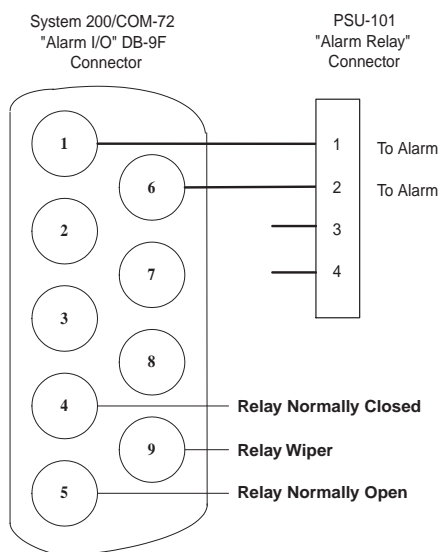 System 200/COM-72
"Alarm I/O" DB-9F
Connector
PSU-101
"Alarm Relay"
Connector
1
6
2
7
3
8
4
9
5
1
2
3
4
To Alarm
To Alarm
Relay Normally Closed
Relay Wiper
Relay Normally Open